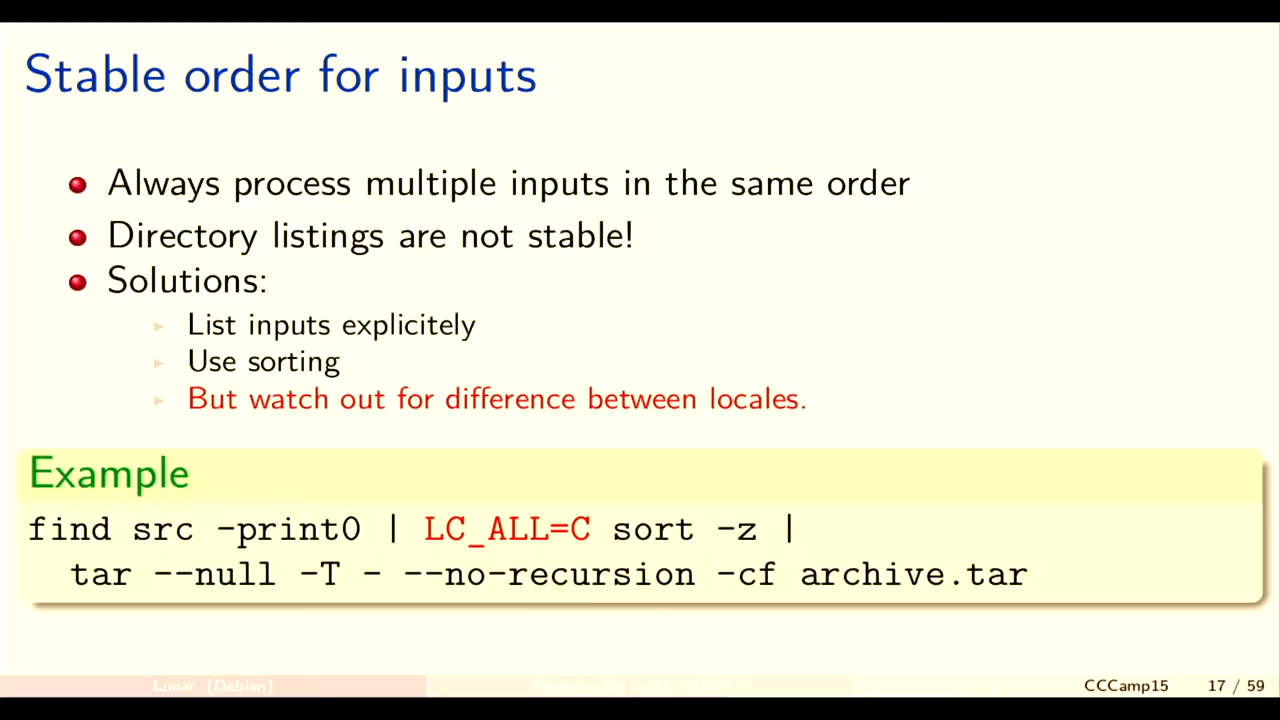 Stable order for inputs
Always process multiple inputs in the same order
Directory listings are not stable!
Solutions:
List inputs explicitely
Use sorting
But watch out for difference between locales.
Example
find src -print0 | LC_ALL=C sort -z |
tar --null -T - --no-recursion -cf archive.tar
Lunar (Debian)
CCCamp15 17 / 59